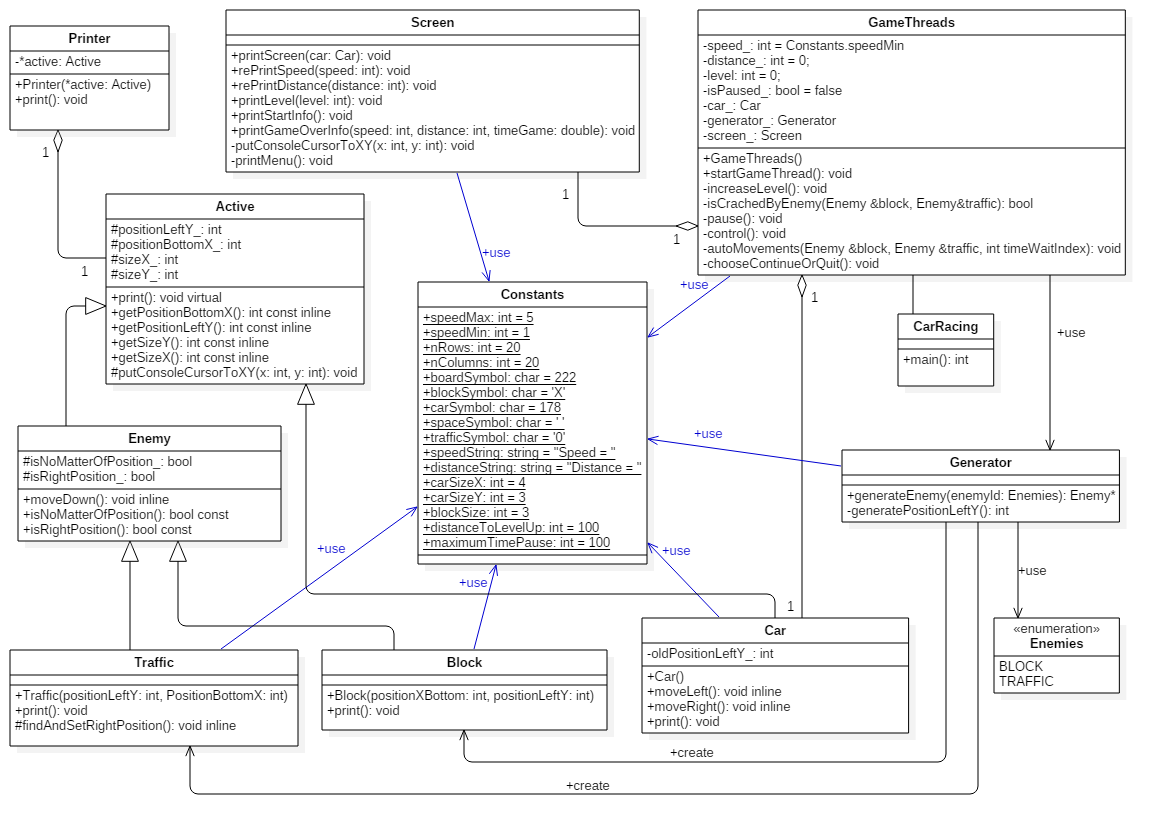 Printer
-*active: Active
+Printer(*active: Active)
+print(): void
1
1
Screen
+printScreen(car: Car): void
+rePrintSpeed(speed: int): void
+rePrintDistance(distance: int): void
+printLevel(level: int): void
+printStartInfo(): void
+printGameOverInfo(speed: int, distance: int, timeGame: double): void
-putConsoleCursorToXY(x: int, y: int): void
-printMenu(): void
1
1
+use
GameThreads
-speed_: int = Constants.speedMin
-distance_: int = 0;
-level: int = 0;
-isPaused_: bool = false
-car_: Car
-generator_: Generator
-screen_: Screen
+GameThreads()
+startGameThread(): void
-increaseLevel(): void
-isCrachedByEnemy(Enemy &block, Enemy&traffic): bool
-pause(): void
-control(): void
-autoMovements(Enemy &block, Enemy &traffic, int timeWaitIndex): void
-chooseContinueOrQuit(): void
+use
1
+use
Active
#positionLeftY_: int
#positionBottomX_: int
#sizeX_: int
#sizeY_: int
+print(): void virtual
+getPositionBottomX(): int const inline
+getPositionLeftY(): int const inline
+getSizeY(): int const inline
+getSizeX(): int const inline
#putConsoleCursorToXY(x: int, y: int): void
Constants
+speedMax: int = 5
+speedMin: int = 1
+nRows: int = 20
+nColumns: int = 20
+boardSymbol: char = 222
+blockSymbol: char = 'X'
+carSymbol: char = 178
+spaceSymbol: char = ' '
+trafficSymbol: char = '0'
+speedString: string = "Speed = "
+distanceString: string = "Distance = "
+carSizeX: int = 4
+carSizeY: int = 3
+blockSize: int = 3
+distanceToLevelUp: int = 100
+maximumTimePause: int = 100
CarRacing
+main(): int
Enemy
#isNoMatterOfPosition_: bool
#isRightPosition_: bool
+moveDown(): void inline
+isNoMatterOfPosition(): bool const
+isRightPosition(): bool const
+use
Generator
+generateEnemy(enemyId: Enemies): Enemy*
-generatePositionLeftY(): int
+use
+use
+use
+use
1
«enumeration»
Enemies
BLOCK
TRAFFIC
Traffic
+Traffic(positionLeftY: int, PositionBottomX: int)
+print(): void
#findAndSetRightPosition(): void inline
Block
+Block(positionXBottom: int, positionLeftY: int)
+print(): void
Car
-oldPositionLeftY_: int
+Car()
+moveLeft(): void inline
+moveRight(): void inline
+print(): void
+create
+create